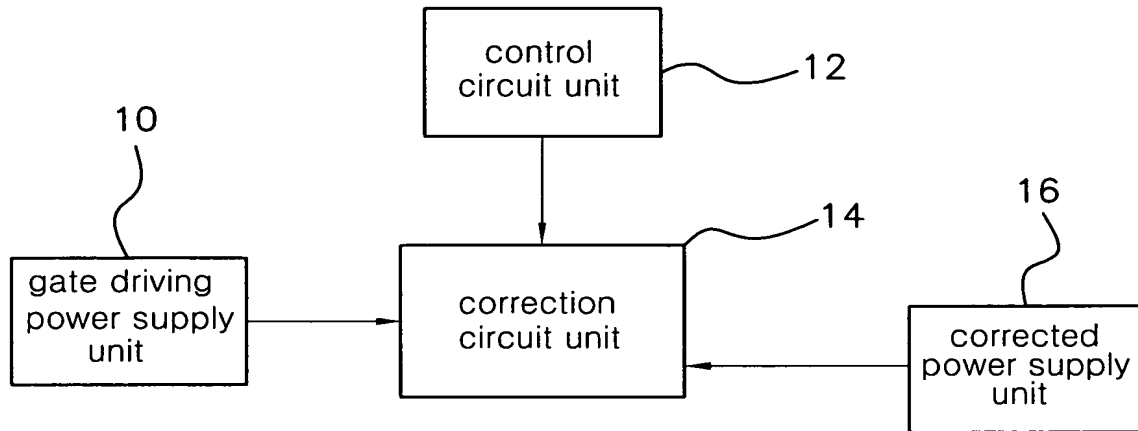 control
circuit unit
12
10
14
16
gate driving
power supply
unit
correction
circuit unit
corrected
power supply
unit